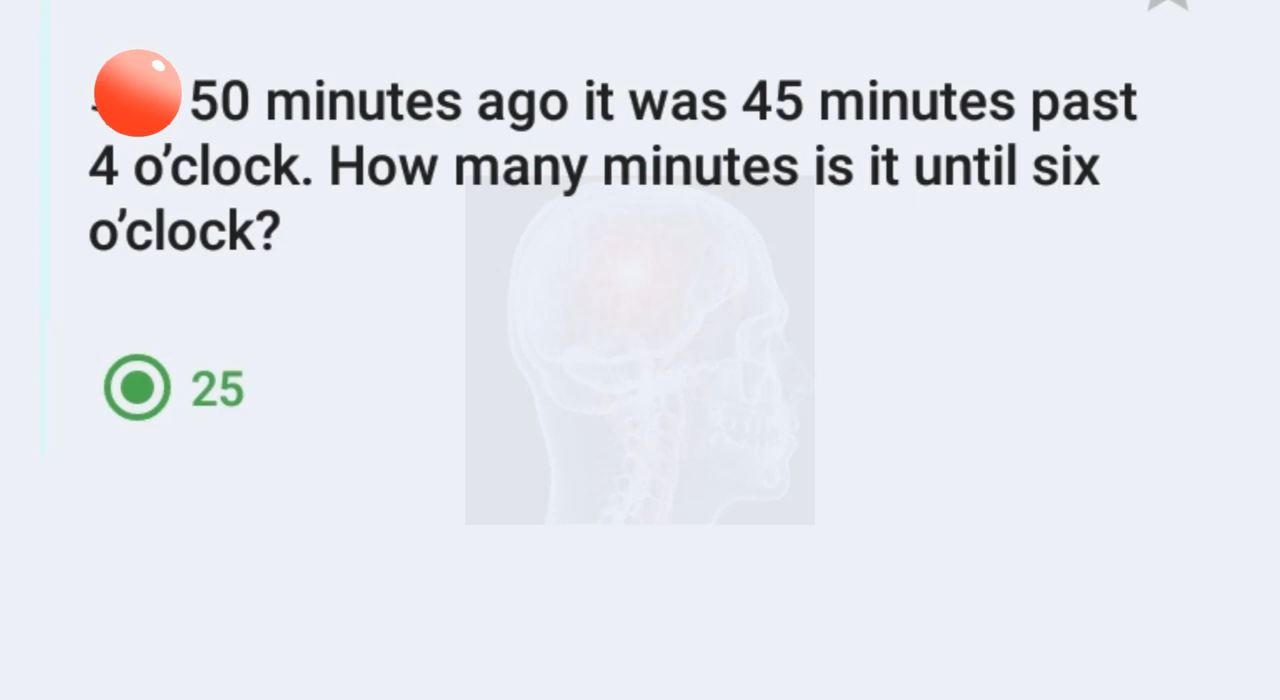 50 minutes ago it was 45 minutes past
4 o’clock. How many minutes is it until six
o’clock?
25